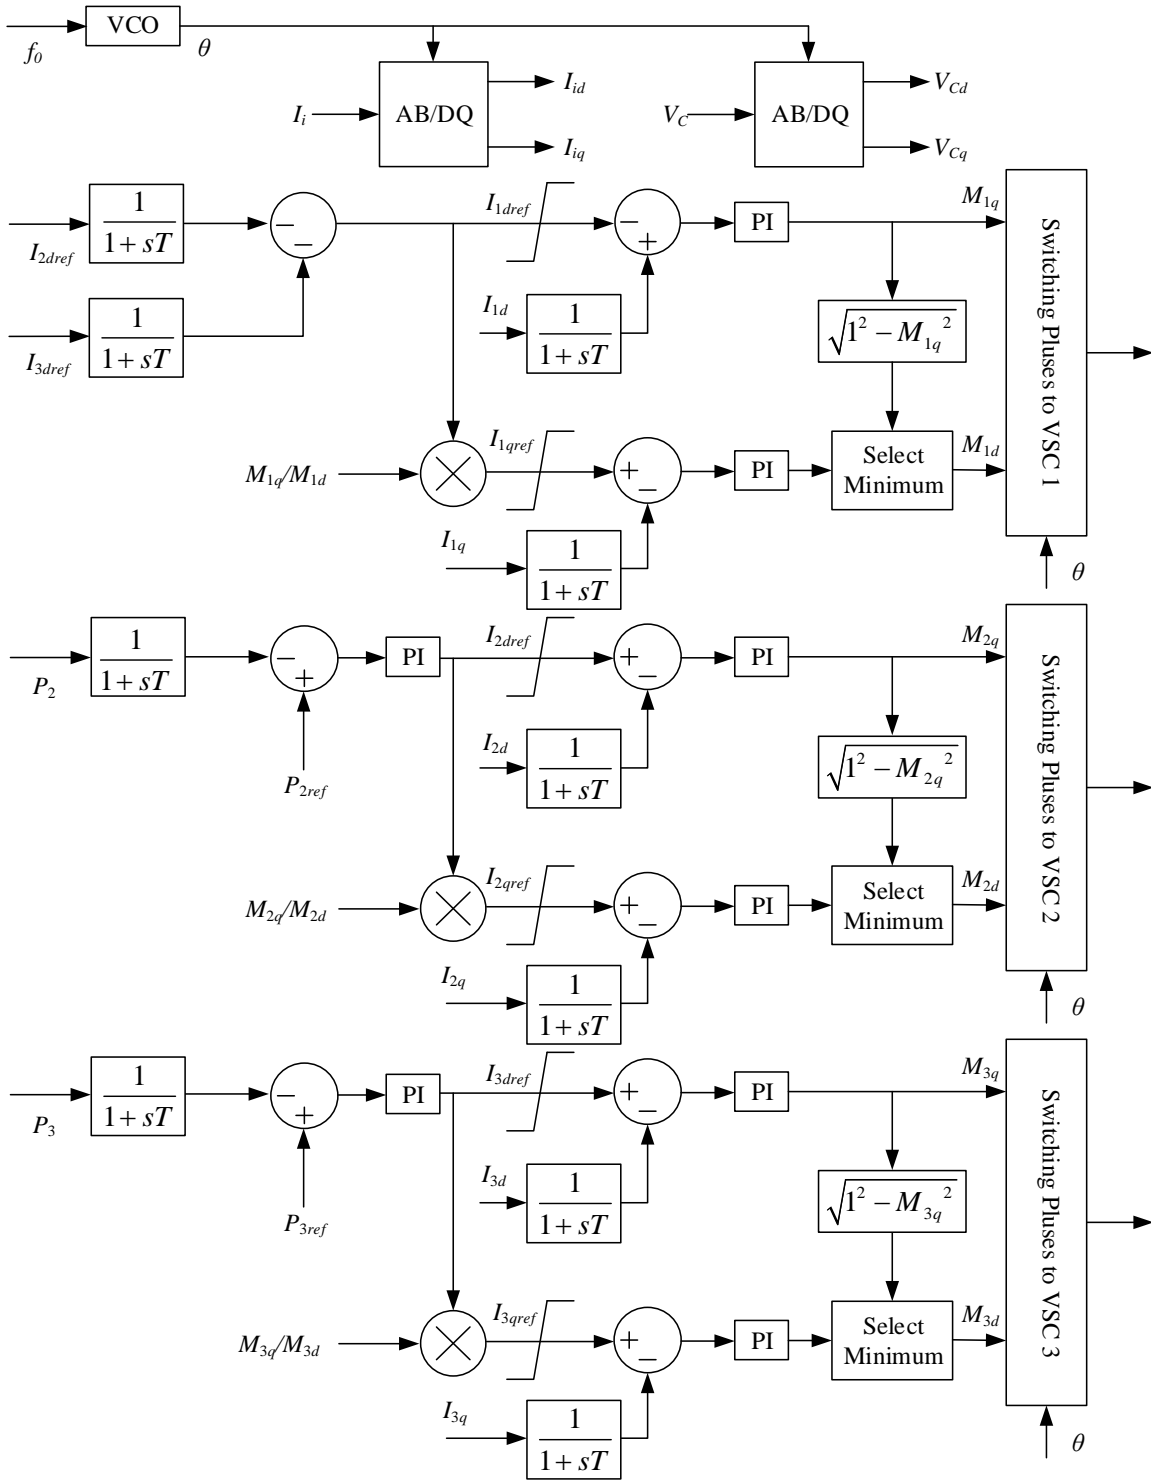 VCO
f0
θ
Iid
Ii
AB/DQ
Iiq
VCd
VC
AB/DQ
VCq
I2dref
1
1 + sT
−
−
I1dref
−
+
PI
M1q
I3dref
1
1 + sT
I1d
1
1 + sT
√1² − M1q²
Switching Pluses to VSC 1
M1q/M1d
I1qref
+
−
PI
Select
Minimum
M1d
I1q
1
1 + sT
θ
P2
1
1 + sT
−
+
PI
I2dref
+
−
PI
M2q
P2ref
I2d
1
1 + sT
√1² − M2q²
Switching Pluses to VSC 2
M2q/M2d
I2qref
+
−
PI
Select
Minimum
M2d
I2q
1
1 + sT
θ
P3
1
1 + sT
−
+
PI
I3dref
+
−
PI
M3q
P3ref
I3d
1
1 + sT
√1² − M3q²
Switching Pluses to VSC 3
M3q/M3d
I3qref
+
−
PI
Select
Minimum
M3d
I3q
1
1 + sT
θ